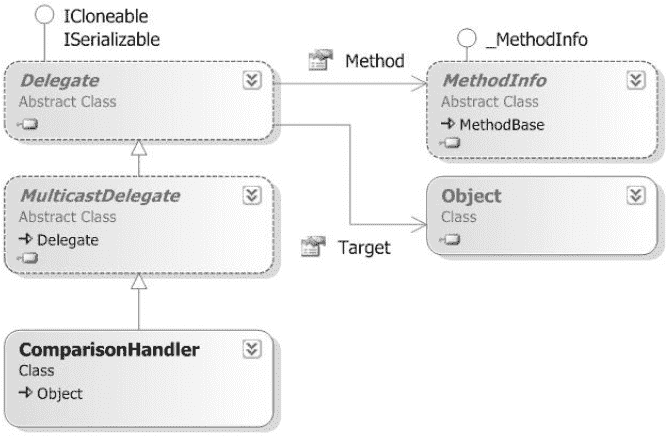 ICloneable
ISerializable
Delegate
Abstract Class
Method
_MethodInfo
MethodInfo
Abstract Class
MethodBase
MulticastDelegate
Abstract Class
Delegate
Target
Object
Class
ComparisonHandler
Class
Object